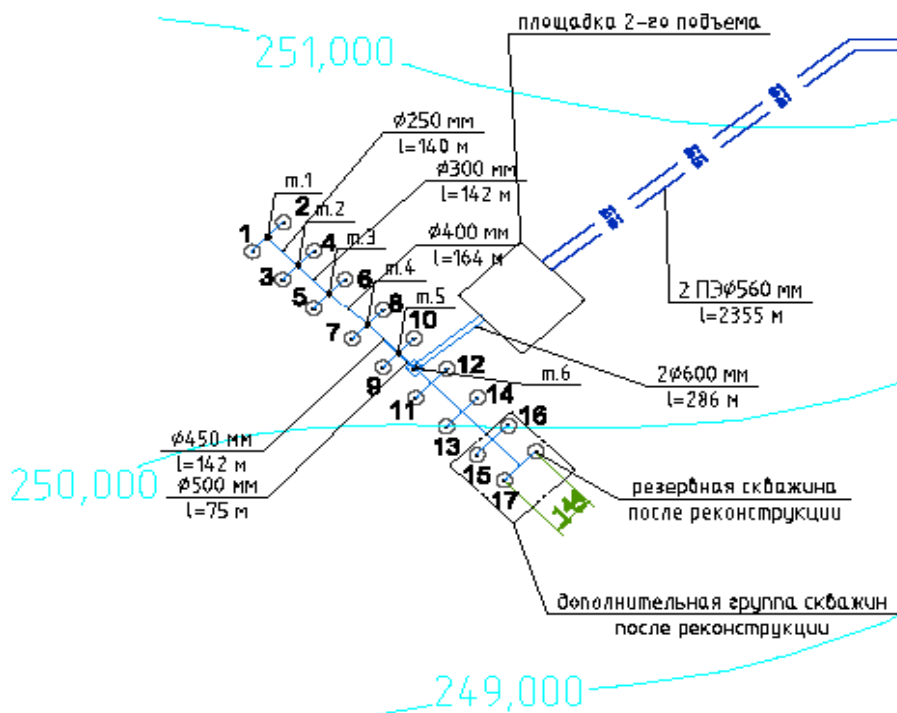 площадка 2-го подъема
251,000
⌀250 мм
l=140 м
⌀300 мм
l=142 м
т.1
2
т.2
1
4
т.3
⌀400 мм
l=164 м
3
6
т.4
5
8
т.5
7
10
2 ПЭ⌀560 мм
l=2355 м
9
12
т.6
2⌀600 мм
l=286 м
11
14
13
16
⌀450 мм
l=142 м
250,000
⌀500 мм
l=75 м
15
17
резервная скважина
после реконструкции
дополнительная группа скважин
после реконструкции
249,000